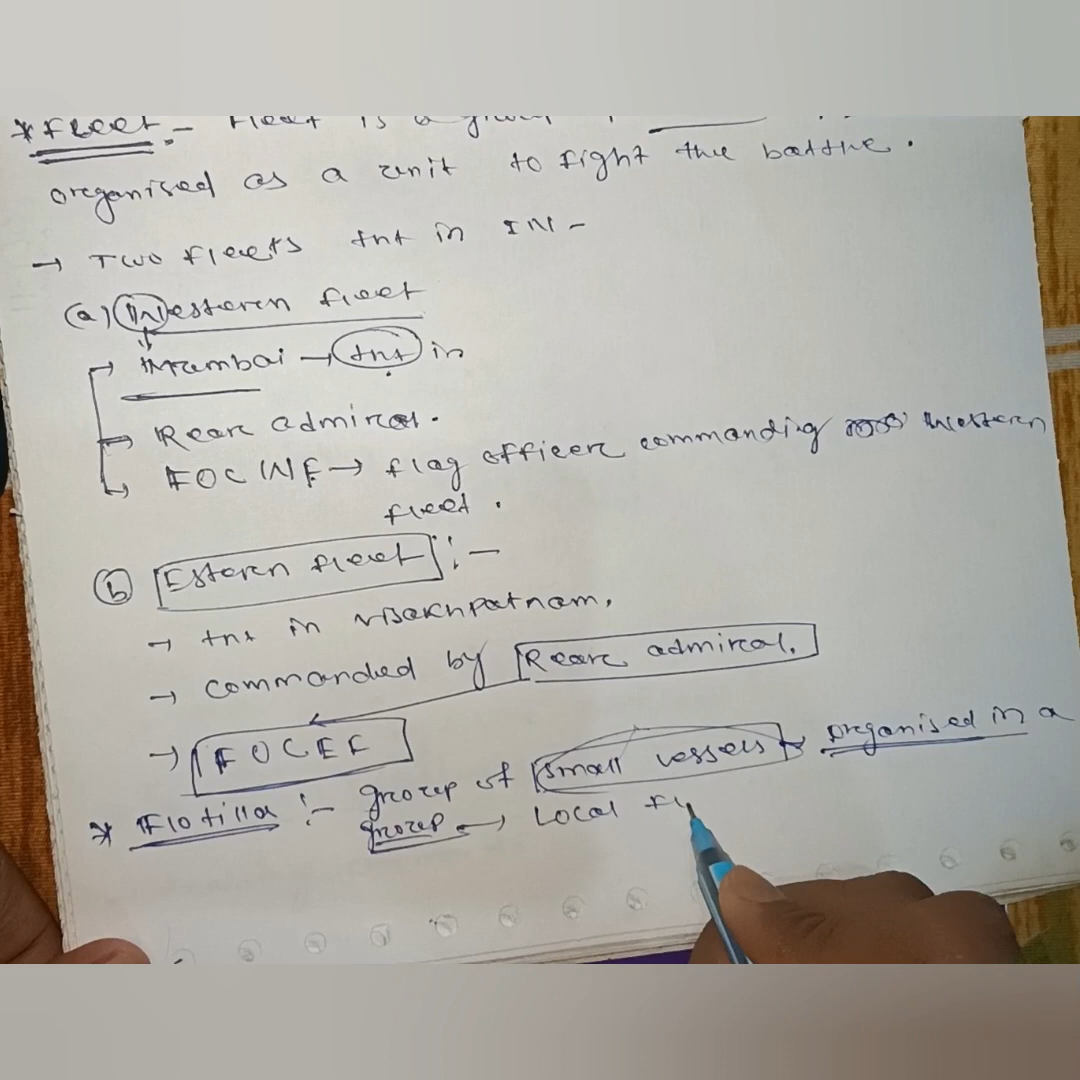 * Fleet - Fleet is a group
organised as a unit to fight the battle.
→ Two fleets tnt in IN -
(a) Western fleet
→ Mumbai → tnt in
→ Rear admiral.
→ FOCWF → flag officer commanding Western
fleet.
(b) Estern fleet :-
→ tnt in visakhpatnam.
→ commanded by Rear admiral.
→ FOCEF
* Flotilla :- group of small vessels → organised in a
group → Local fl